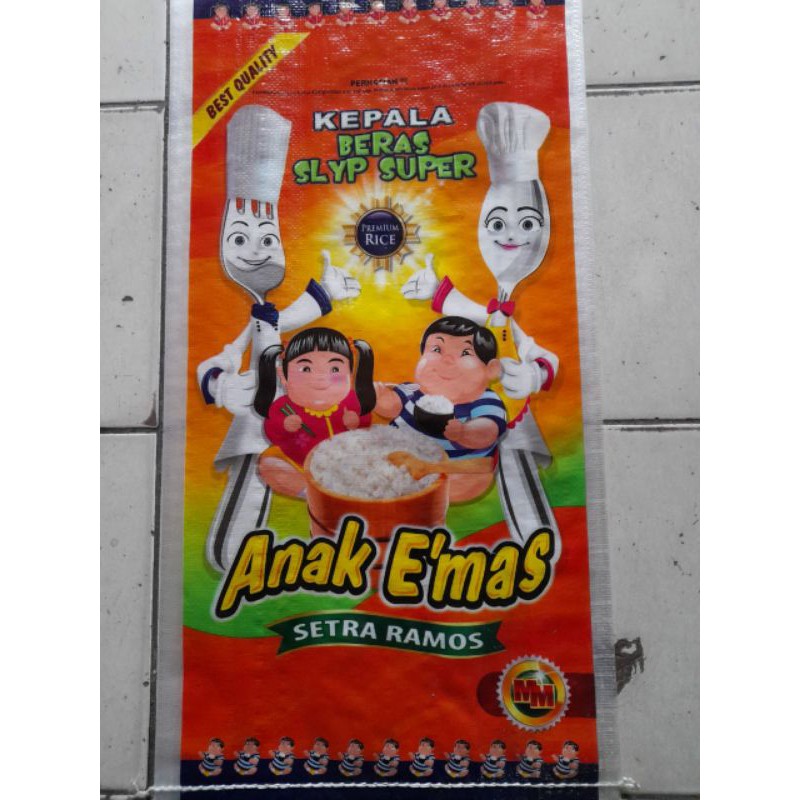 BEST QUALITY
KEPALA
BERAS
SLYP SUPER
PREMIUM
RICE
Anak E'mas
SETRA RAMOS
MM